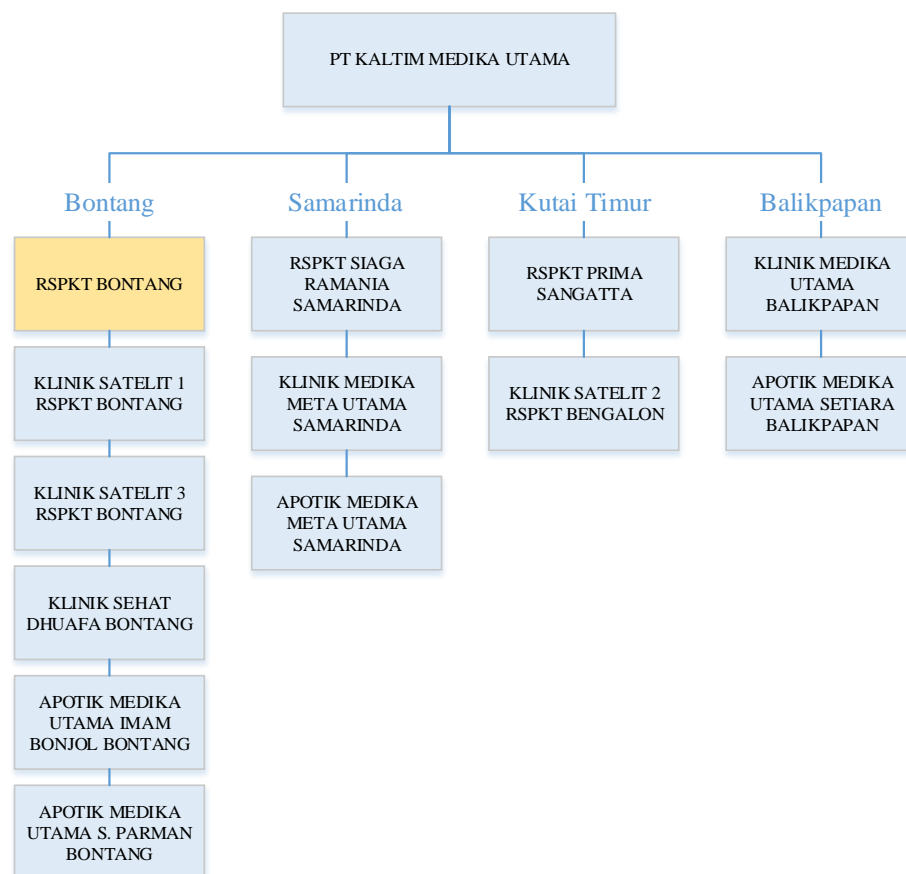 PT KALTIM MEDIKA UTAMA
Bontang
RSPKT BONTANG
KLINIK SATELIT 1
RSPKT BONTANG
KLINIK SATELIT 3
RSPKT BONTANG
KLINIK SEHAT
DHUAFA BONTANG
APOTIK MEDIKA
UTAMA IMAM
BONJOL BONTANG
APOTIK MEDIKA
UTAMA S. PARMAN
BONTANG
Samarinda
RSPKT SIAGA
RAMANIA
SAMARINDA
KLINIK MEDIKA
META UTAMA
SAMARINDA
APOTIK MEDIKA
META UTAMA
SAMARINDA
Kutai Timur
RSPKT PRIMA
SANGATTA
KLINIK SATELIT 2
RSPKT BENGALON
Balikpapan
KLINIK MEDIKA
UTAMA
BALIKPAPAN
APOTIK MEDIKA
UTAMA SETIARA
BALIKPAPAN